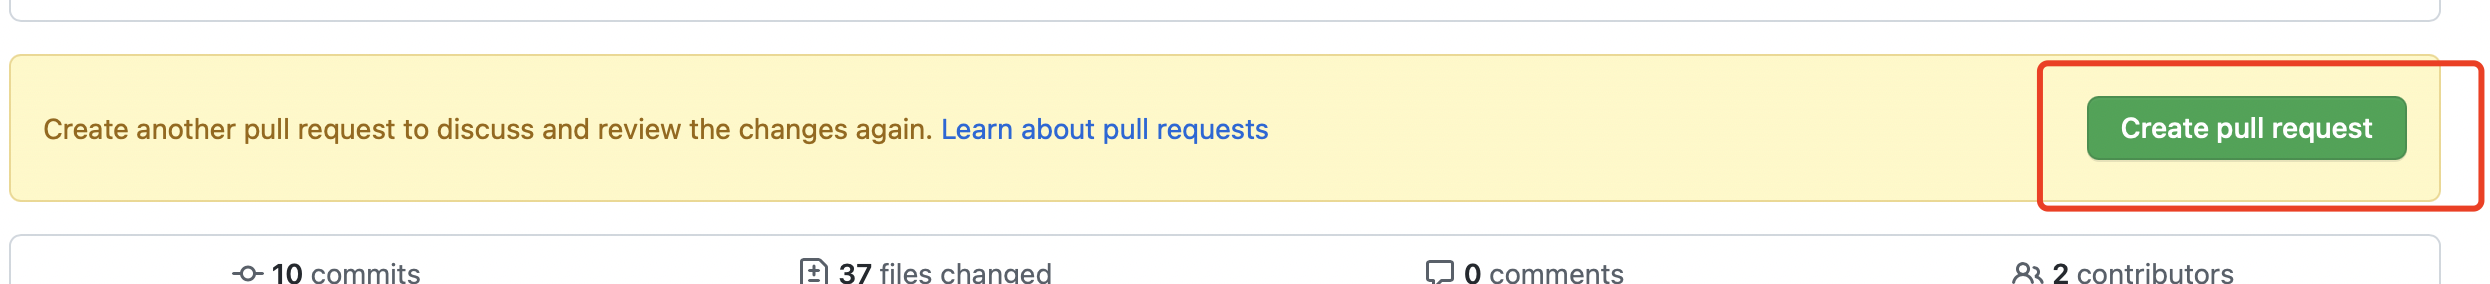 Create another pull request to discuss and review the changes again. Learn about pull requests
Create pull request
10 commits
37 files changed
0 comments
2 contributors